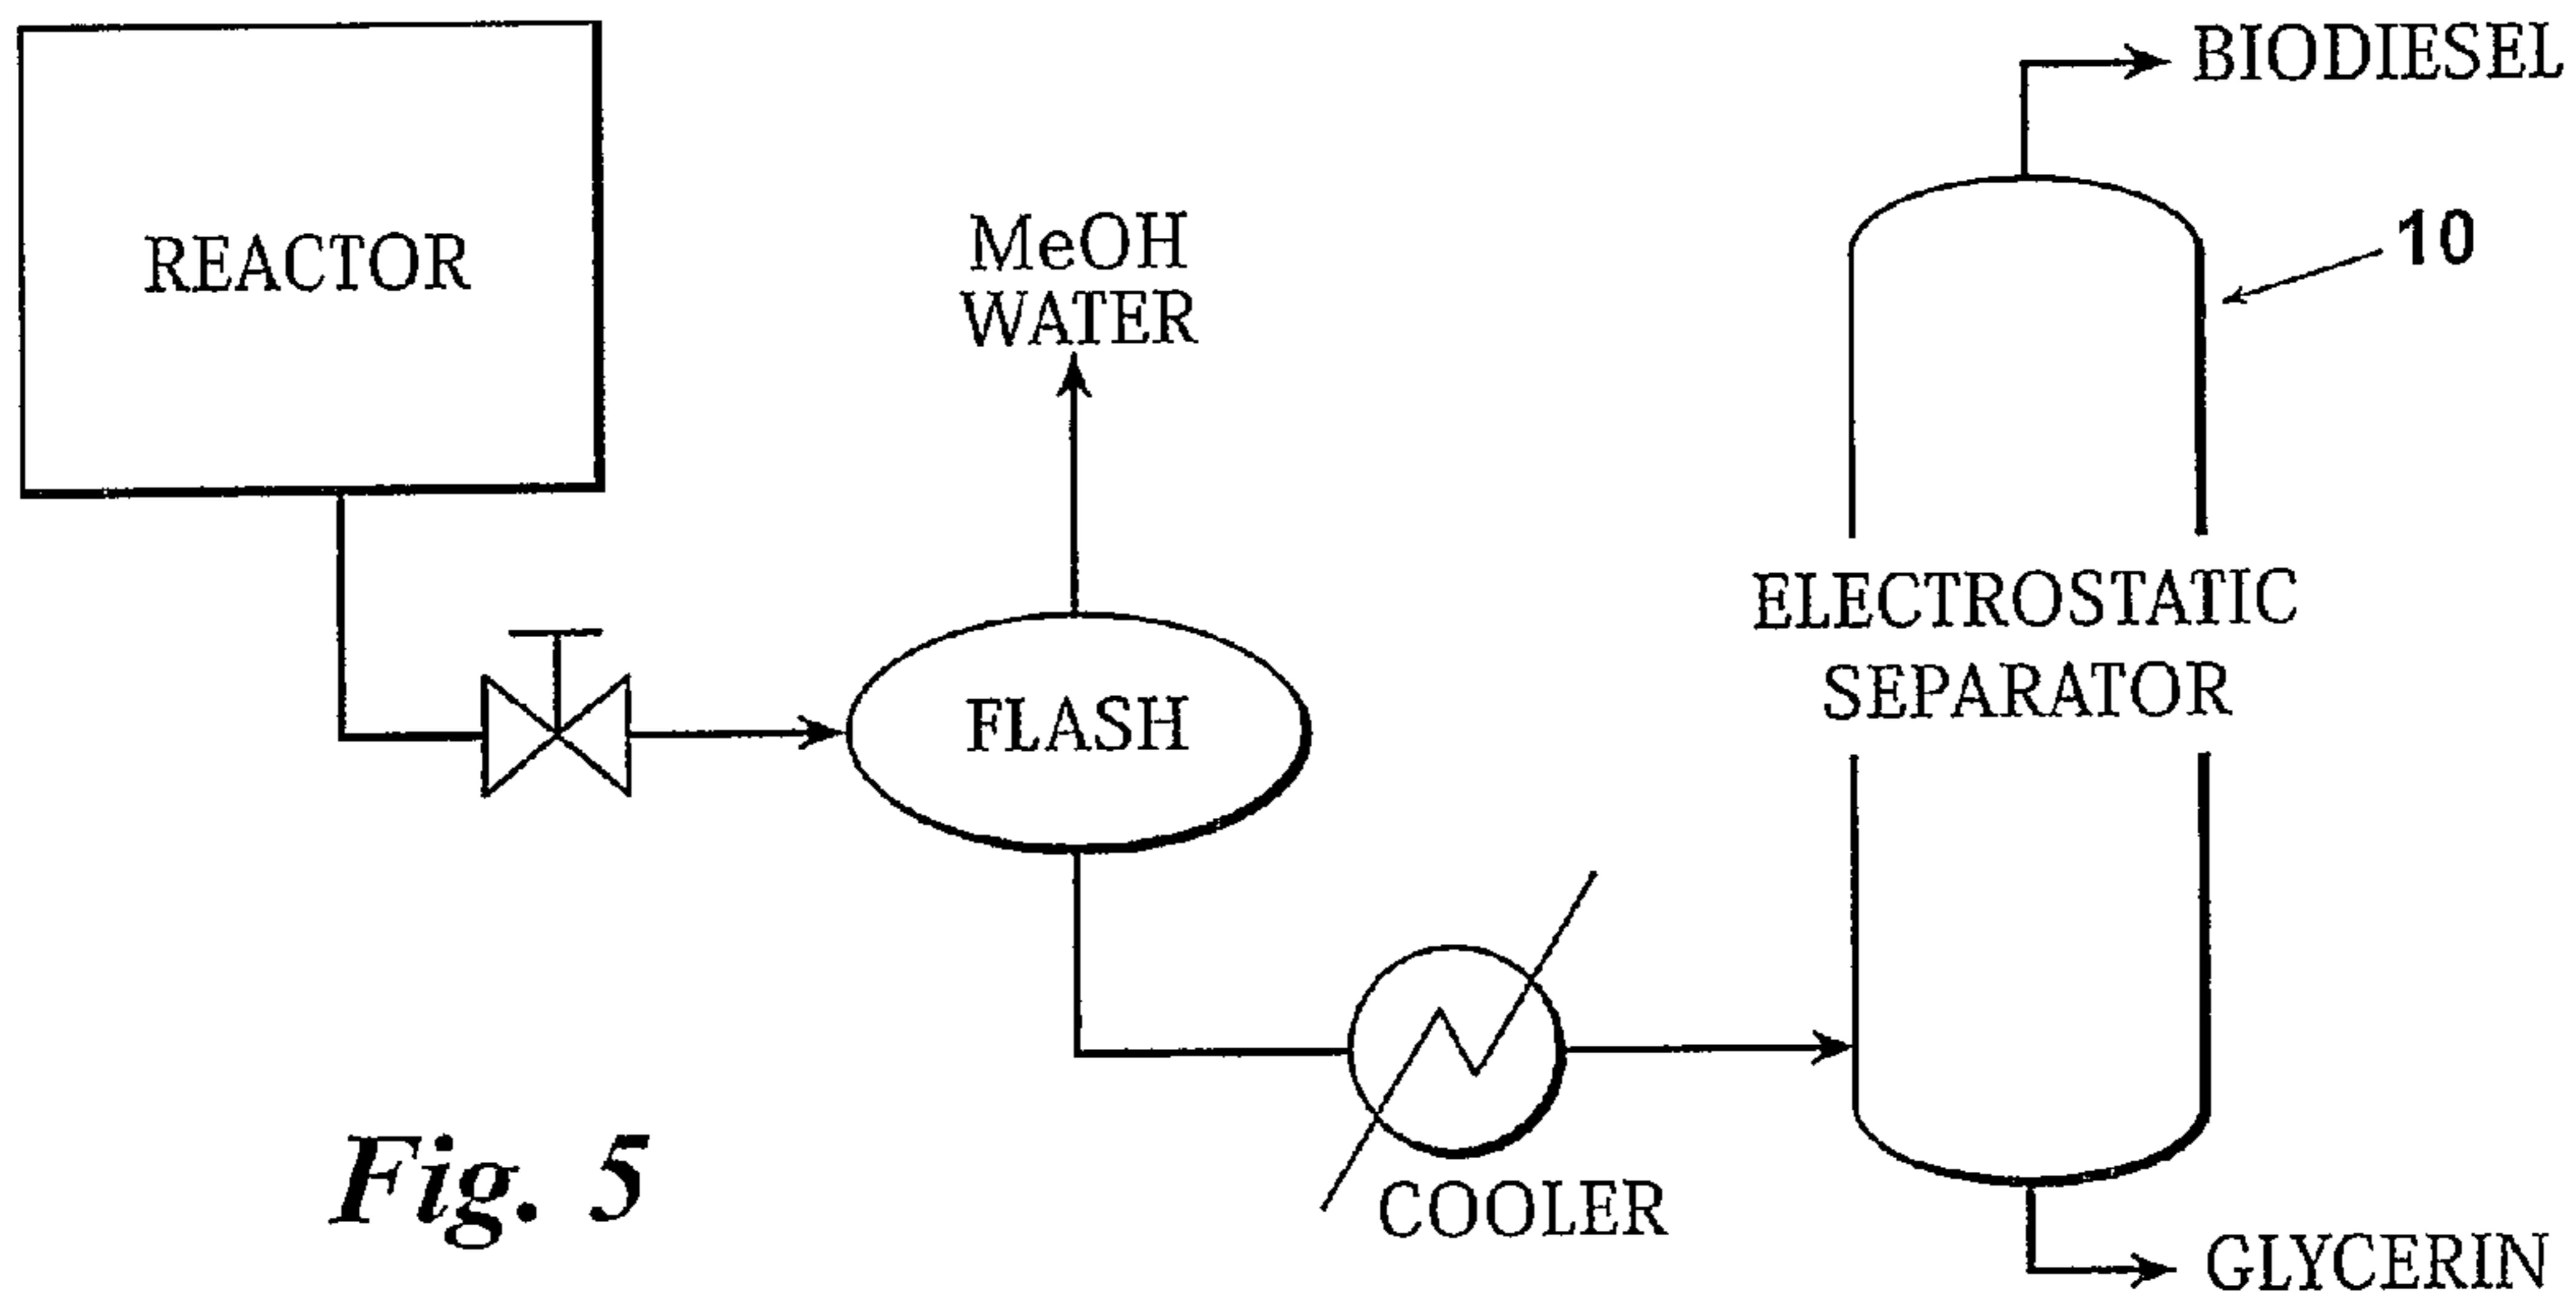 BIODIESEL
10
REACTOR
MeOH
WATER
ELECTROSTATIC
SEPARATOR
FLASH
COOLER
Fig. 5
GLYCERIN